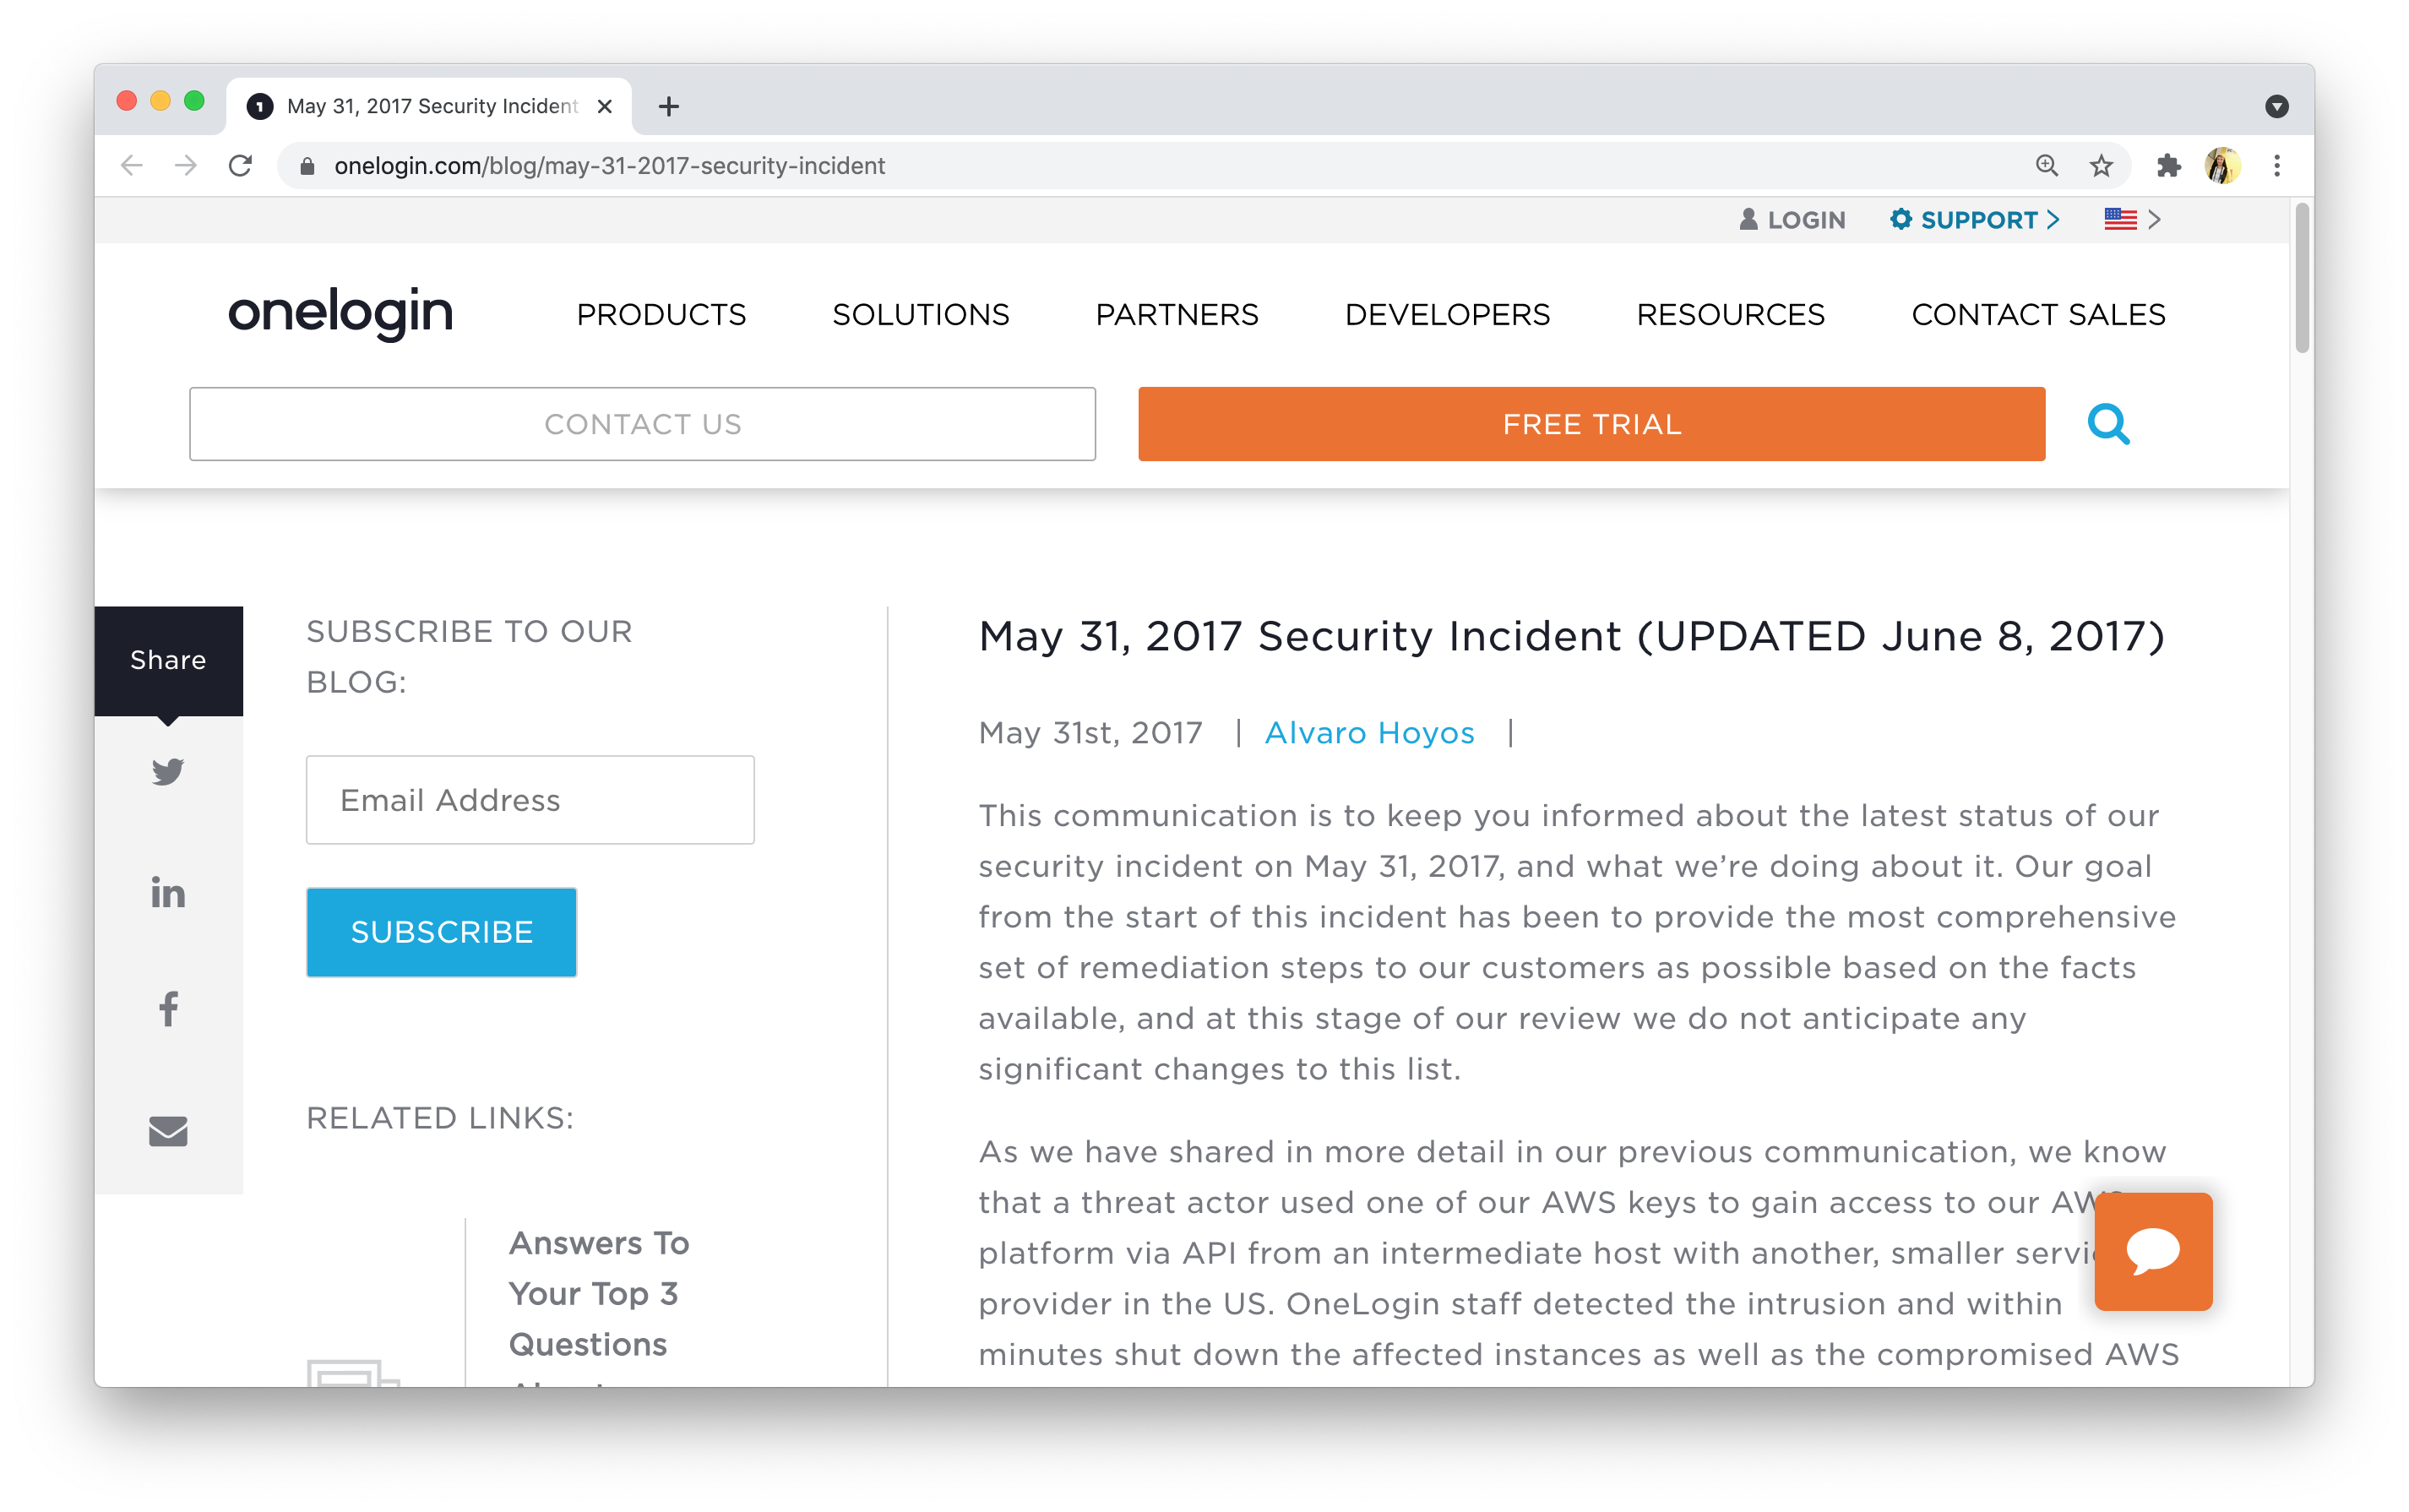 May 31, 2017 Security Incident
onelogin.com/blog/may-31-2017-security-incident
LOGIN
SUPPORT
onelogin
PRODUCTS
SOLUTIONS
PARTNERS
DEVELOPERS
RESOURCES
CONTACT SALES
CONTACT US
FREE TRIAL
Share
SUBSCRIBE TO OUR
BLOG:
Email Address
SUBSCRIBE
RELATED LINKS:
Answers To
Your Top 3
Questions
May 31, 2017 Security Incident (UPDATED June 8, 2017)
May 31st, 2017 | Alvaro Hoyos |
This communication is to keep you informed about the latest status of our
security incident on May 31, 2017, and what we’re doing about it. Our goal
from the start of this incident has been to provide the most comprehensive
set of remediation steps to our customers as possible based on the facts
available, and at this stage of our review we do not anticipate any
significant changes to this list.
As we have shared in more detail in our previous communication, we know
that a threat actor used one of our AWS keys to gain access to our AWS
platform via API from an intermediate host with another, smaller service
provider in the US. OneLogin staff detected the intrusion and within
minutes shut down the affected instances as well as the compromised AWS